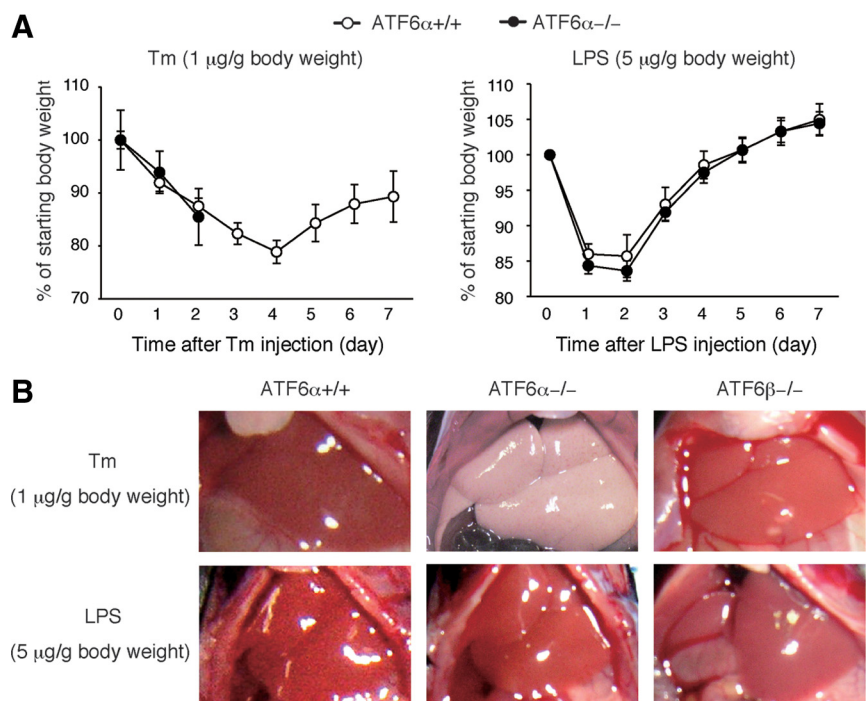 A
ATF6α+/+ ATF6α−/−
Tm (1 μg/g body weight)
LPS (5 μg/g body weight)
% of starting body weight
110
100
90
80
70
0 1 2 3 4 5 6 7
Time after Tm injection (day)
% of starting body weight
110
105
100
95
90
85
80
0 1 2 3 4 5 6 7
Time after LPS injection (day)
B
ATF6α+/+ ATF6α−/− ATF6β−/−
Tm
(1 μg/g body weight)
LPS
(5 μg/g body weight)